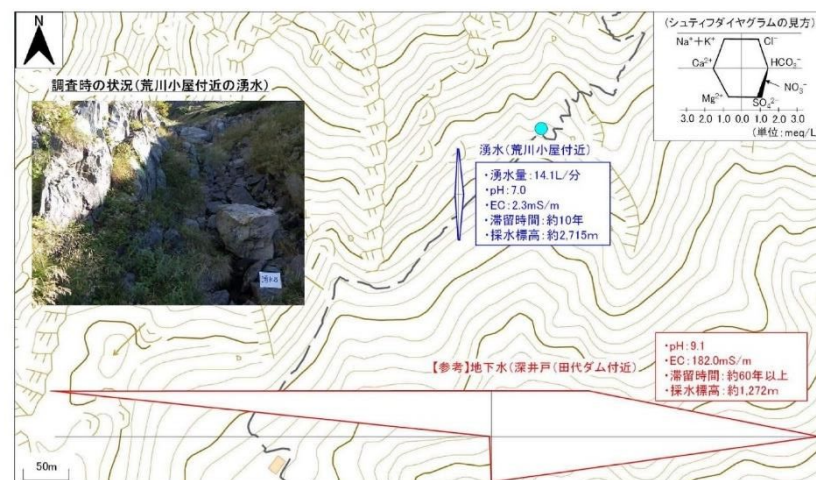 N
調査時の状況(荒川小屋付近の湧水)
(シュティフダイヤグラムの見方)
Na⁺+K⁺ Cl⁻
Ca²⁺ HCO₃⁻
NO₃⁻
Mg²⁺ SO₄²⁻
3.0 2.0 1.0 0.0 1.0 2.0 3.0
(単位:meq/L)
湧水(荒川小屋付近)
・湧水量:14.1L/分
・pH:7.0
・EC:2.3mS/m
・滞留時間:約10年
・採水標高:約2,715m
【参考】地下水(深井戸(田代ダム付近)
・pH:9.1
・EC:182.0mS/m
・滞留時間:約60年以上
・採水標高:約1,272m
50m